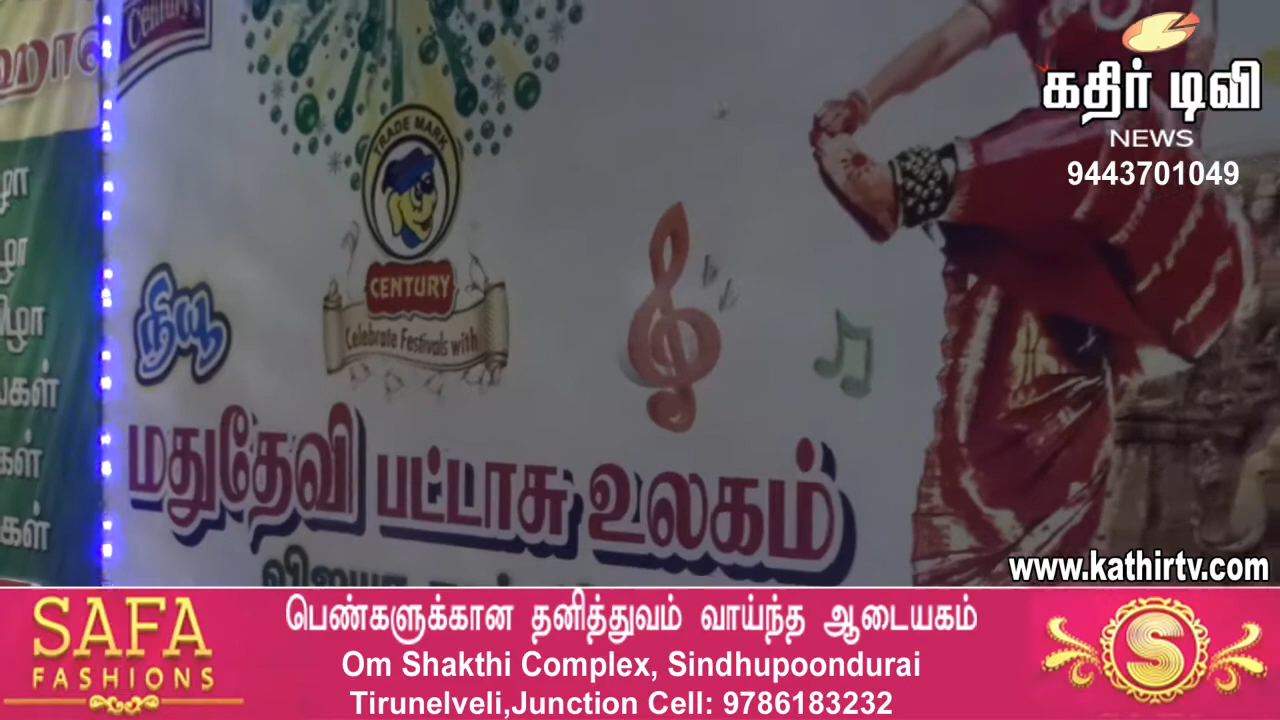 Century's
கதிர் டிவி
NEWS
9443701049
TRADE MARK
CENTURY
Celebrate Festivals with
நியூ
மதுதேவி பட்டாசு உலகம்
www.kathirtv.com
SAFA
FASHIONS
பெண்களுக்கான தனித்துவம் வாய்ந்த ஆடையகம்
Om Shakthi Complex, Sindhupoondurai
Tirunelveli,Junction Cell: 9786183232
S